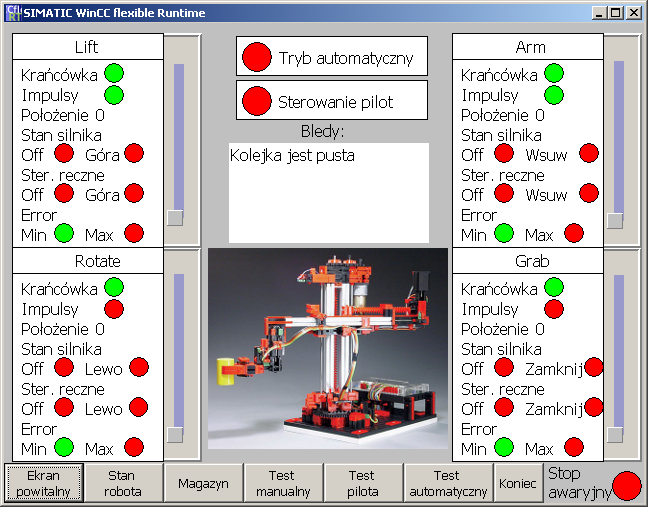 SIMATIC WinCC flexible Runtime
Lift
Krańcówka
Impulsy
Położenie 0
Stan silnika
Off Góra
Ster. reczne
Off Góra
Error
Min Max
Tryb automatyczny
Sterowanie pilot
Bledy:
Kolejka jest pusta
Arm
Krańcówka
Impulsy
Położenie 0
Stan silnika
Off Wsuw
Ster. reczne
Off Wsuw
Error
Min Max
Rotate
Krańcówka
Impulsy
Położenie 0
Stan silnika
Off Lewo
Ster. reczne
Off Lewo
Error
Min Max
Grab
Krańcówka
Impulsy
Położenie 0
Stan silnika
Off Zamknij
Ster. reczne
Off Zamknij
Error
Min Max
Ekran
powitalny
Stan
robota
Magazyn
Test
manualny
Test
pilota
Test
automatyczny
Koniec
Stop
awaryjny